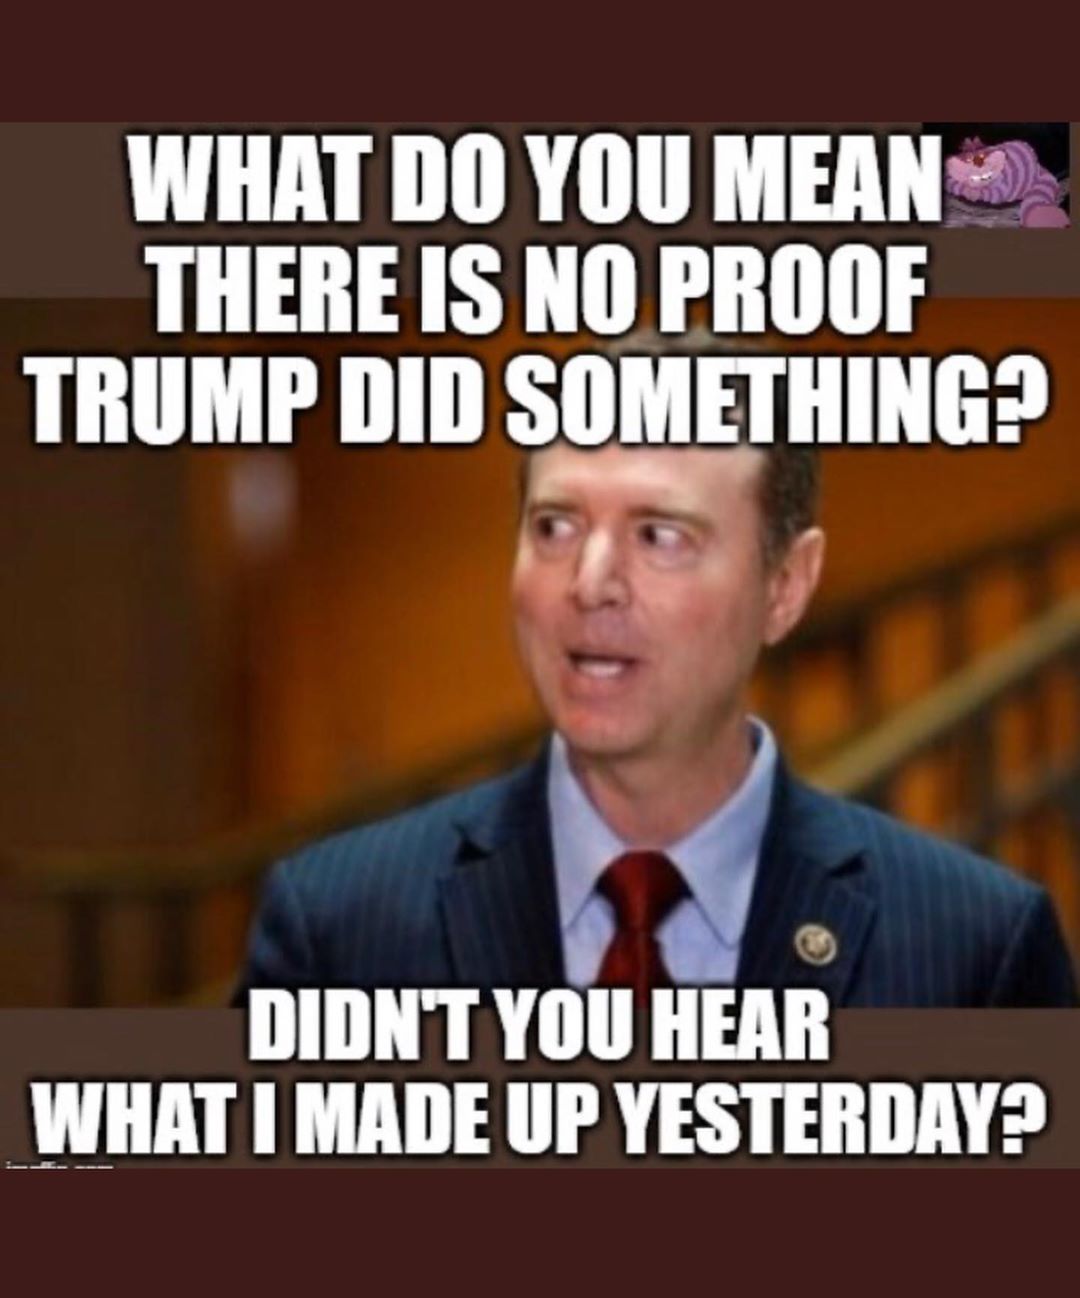 WHAT DO YOU MEAN
THERE IS NO PROOF
TRUMP DID SOMETHING?
DIDN'T YOU HEAR
WHAT I MADE UP YESTERDAY?